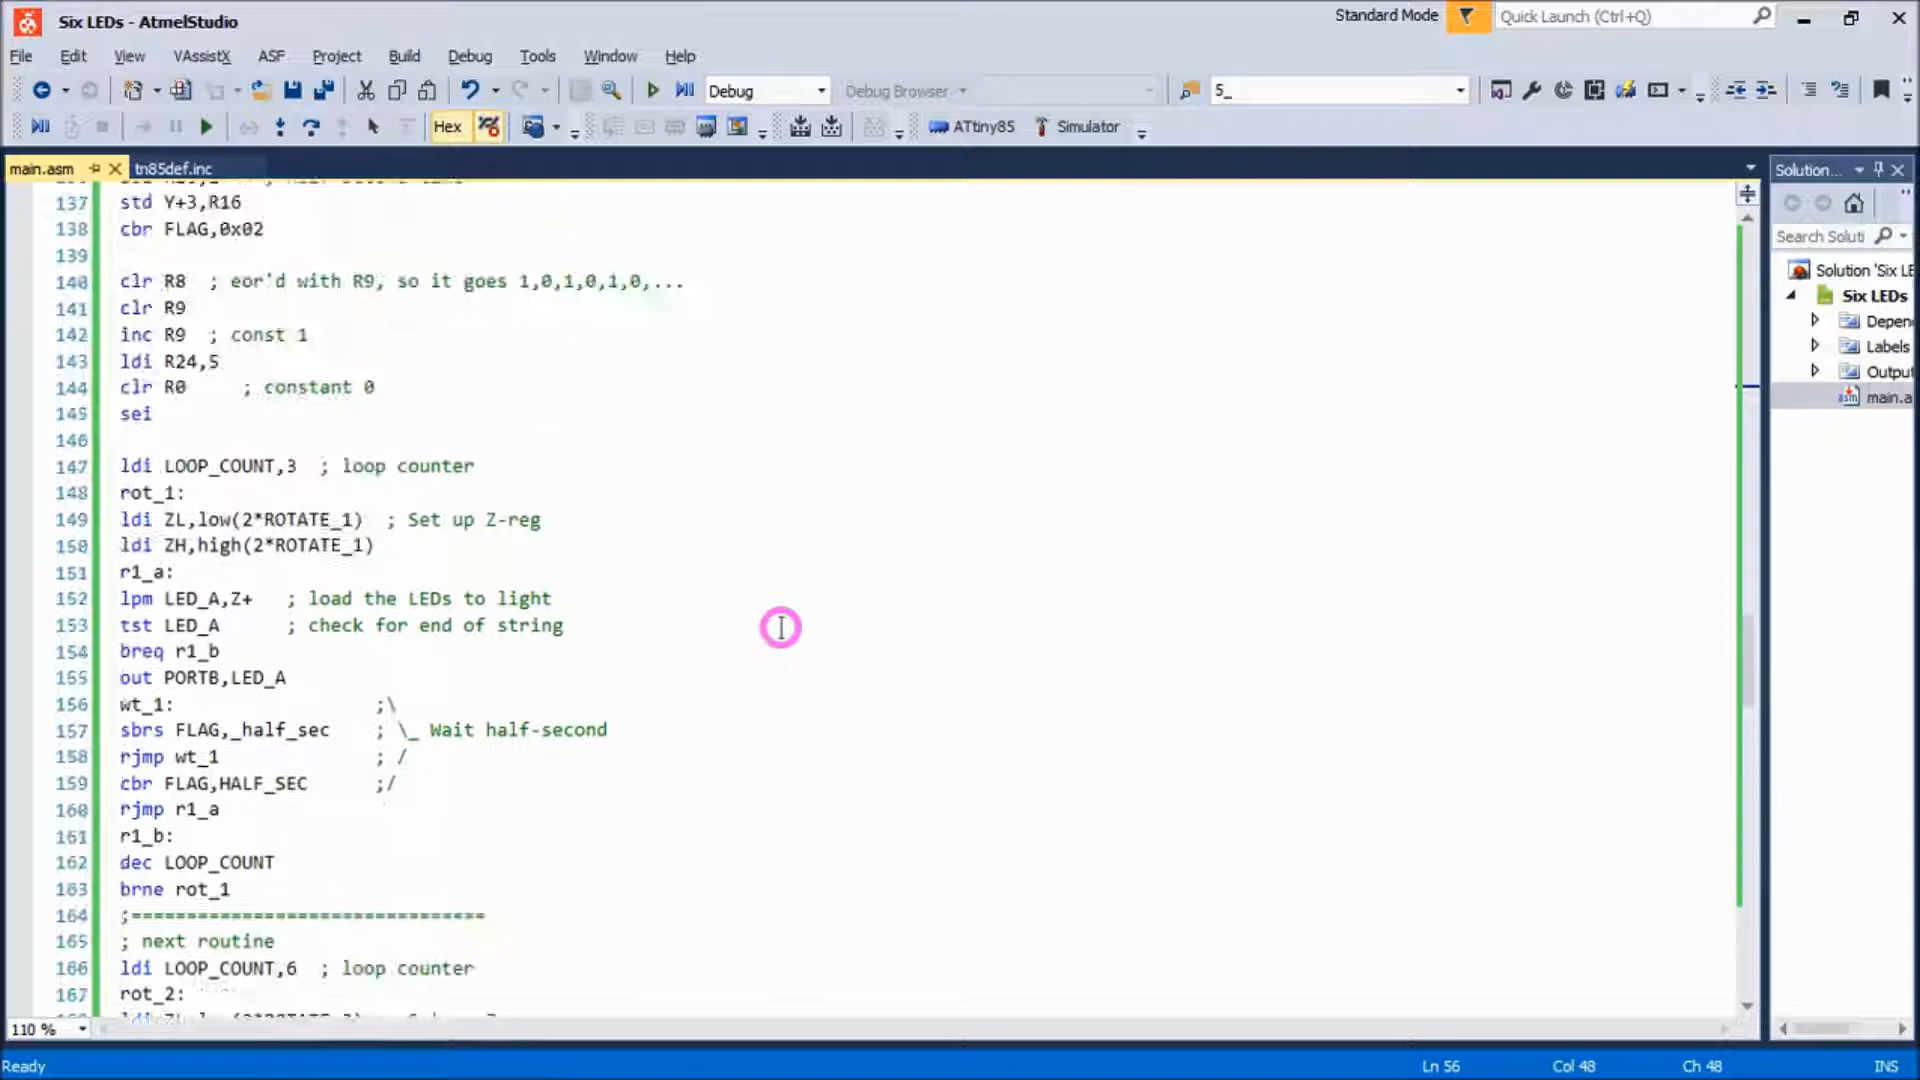 Six LEDs - AtmelStudio
Standard Mode
Quick Launch (Ctrl+Q)
File Edit View VAssistX ASF Project Build Debug Tools Window Help
Debug
Debug Browser
5_
Hex
ATtiny85
Simulator
main.asm
tn85def.inc
Solution...
137 std Y+3,R16
138 cbr FLAG,0x02
139
140 clr R8 ; eor'd with R9, so it goes 1,0,1,0,1,0,...
141 clr R9
142 inc R9 ; const 1
143 ldi R24,5
144 clr R0 ; constant 0
145 sei
146
147 ldi LOOP_COUNT,3 ; loop counter
148 rot_1:
149 ldi ZL,low(2*ROTATE_1) ; Set up Z-reg
150 ldi ZH,high(2*ROTATE_1)
151 r1_a:
152 lpm LED_A,Z+ ; load the LEDs to light
153 tst LED_A ; check for end of string
154 breq r1_b
155 out PORTB,LED_A
156 wt_1: ;\
157 sbrs FLAG,_half_sec ; \_ Wait half-second
158 rjmp wt_1 ; /
159 cbr FLAG,HALF_SEC ;/
160 rjmp r1_a
161 r1_b:
162 dec LOOP_COUNT
163 brne rot_1
164 ;================================
165 ; next routine
166 ldi LOOP_COUNT,6 ; loop counter
167 rot_2:
Search Soluti
Solution 'Six LE
Six LEDs
Depen
Labels
Output
main.a
110 %
Ready
Ln 56
Col 48
Ch 48
INS